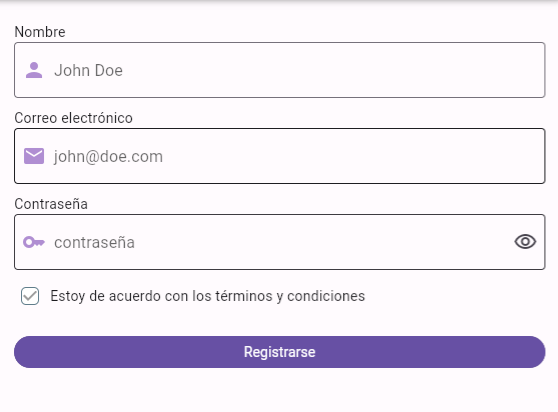 Nombre
John Doe
Correo electrónico
john@doe.com
Contraseña
contraseña
Estoy de acuerdo con los términos y condiciones
Registrarse